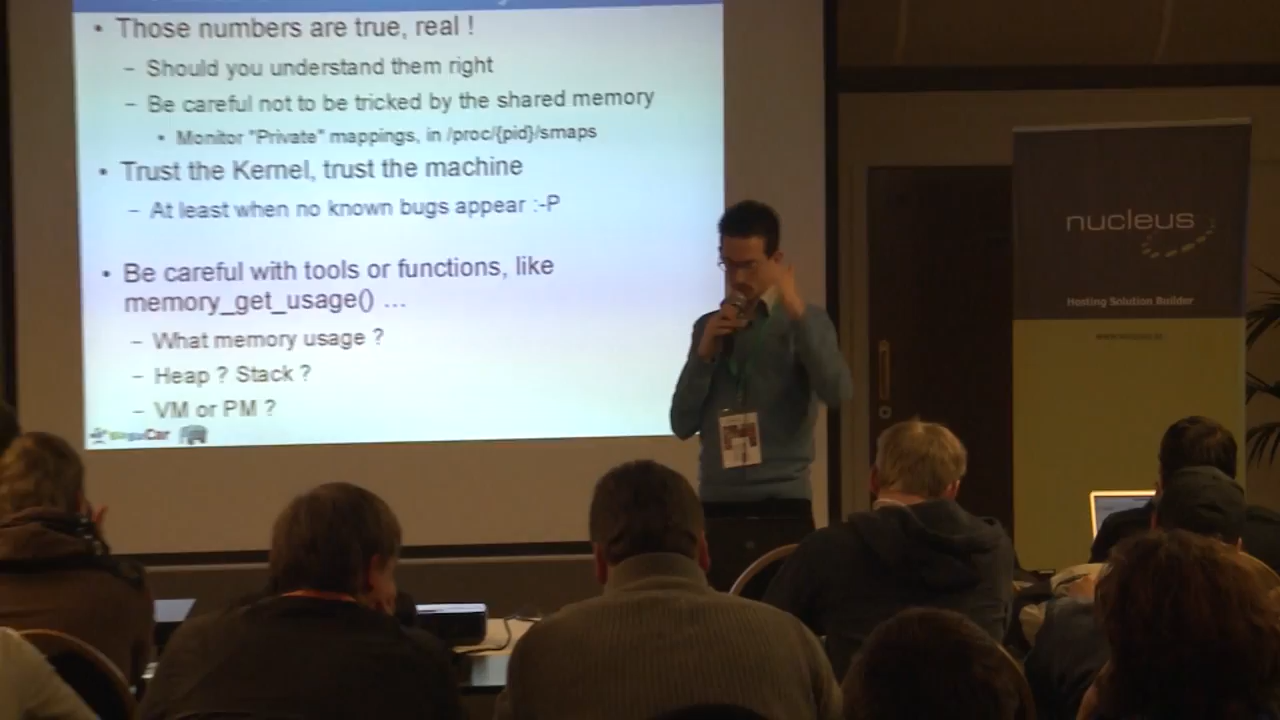 • Those numbers are true, real !
– Should you understand them right
– Be careful not to be tricked by the shared memory
• Monitor "Private" mappings, in /proc/{pid}/smaps
• Trust the Kernel, trust the machine
– At least when no known bugs appear :-P
• Be careful with tools or functions, like
memory_get_usage() ...
– What memory usage ?
– Heap ? Stack ?
– VM or PM ?
nucleus
Hosting Solution Builder